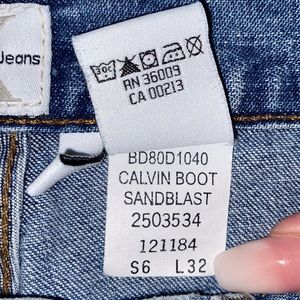 Jeans
RN 36009
CA 00213
BD80D1040
CALVIN BOOT
SANDBLAST
2503534
121184
S6 L32